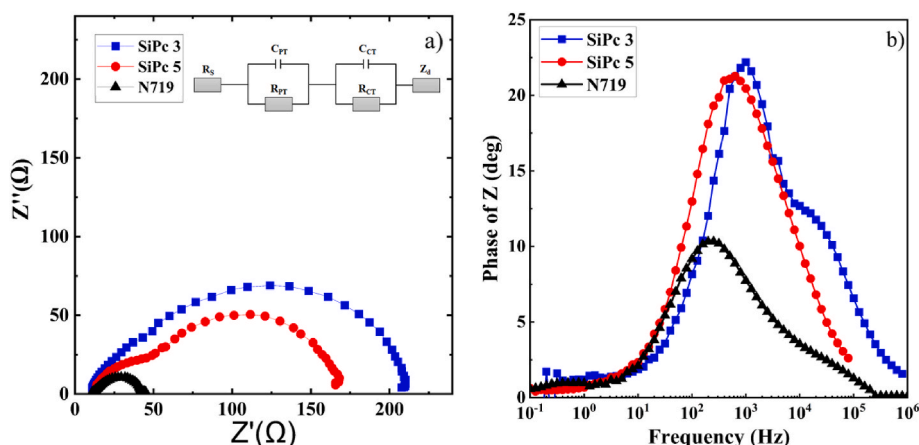 a)
SiPc 3
SiPc 5
N719
R_S
C_PT
R_PT
C_CT
R_CT
Z_d
200
150
100
50
0
Z''(Ω)
0
50
100
150
200
Z'(Ω)
b)
SiPc 3
SiPc 5
N719
25
20
15
10
5
0
Phase of Z (deg)
10^-1
10^0
10^1
10^2
10^3
10^4
10^5
10^6
Frequency (Hz)